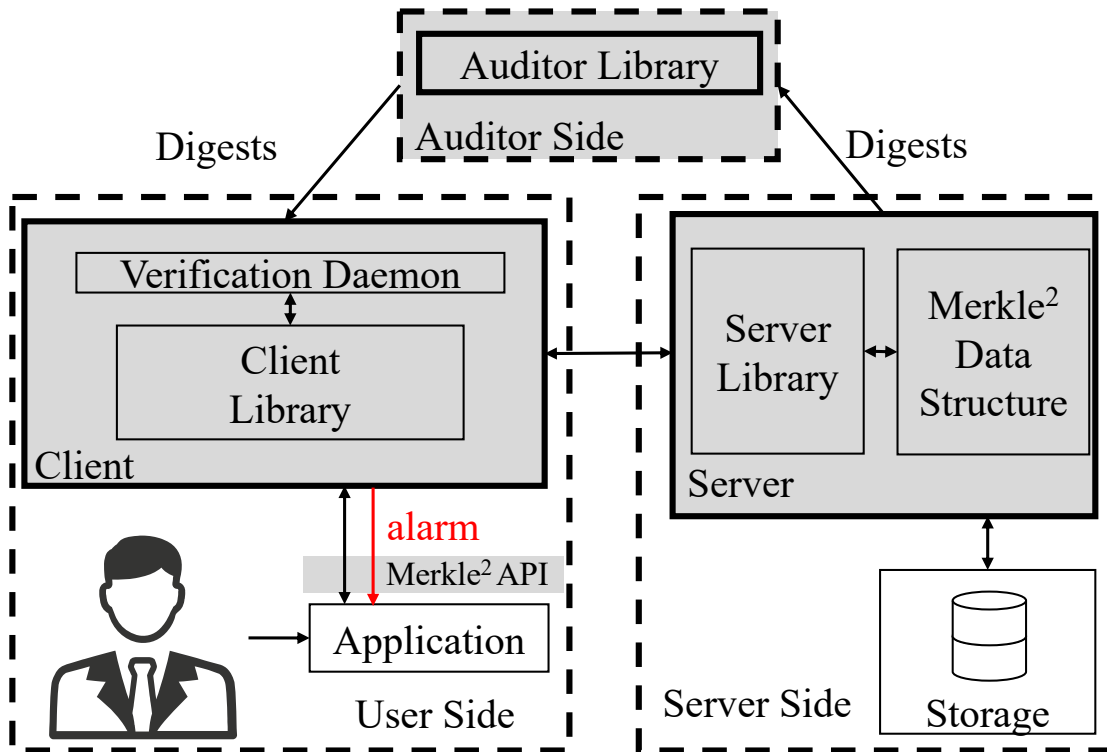 Auditor Library
Auditor Side
Digests
Digests
Verification Daemon
Client
Library
Client
Server
Library
Merkle²
Data
Structure
Server
alarm
Merkle² API
Application
User Side
Server Side
Storage